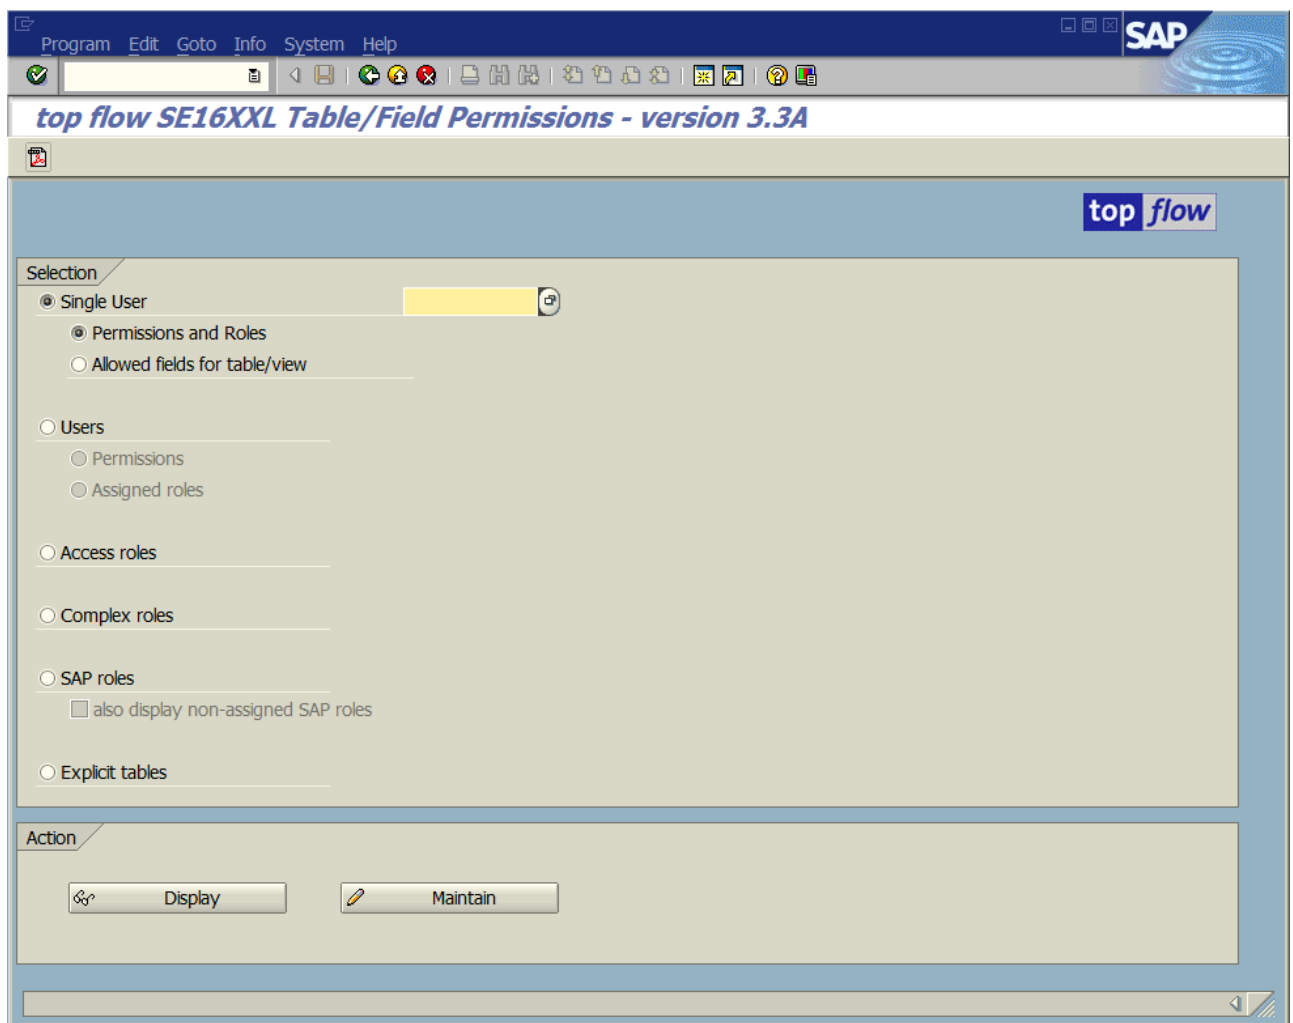 Program Edit Goto Info System Help
SAP
top flow SE16XXL Table/Field Permissions - version 3.3A
top flow
Selection
Single User
Permissions and Roles
Allowed fields for table/view
Users
Permissions
Assigned roles
Access roles
Complex roles
SAP roles
also display non-assigned SAP roles
Explicit tables
Action
Display Maintain